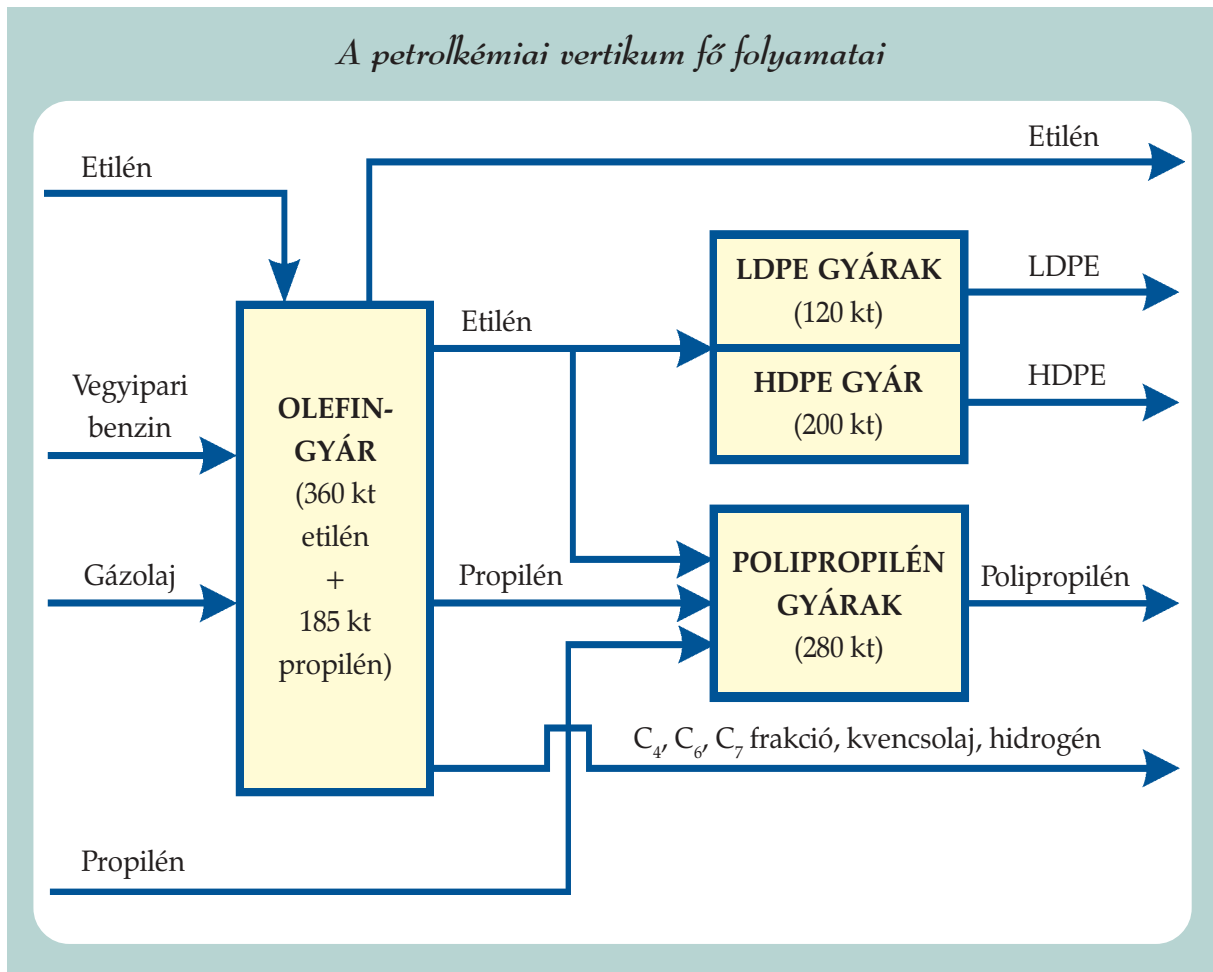 A petrolkémiai vertikum fő folyamatai
Etilén
Etilén
Vegyipari
benzin
Gázolaj
Propilén
OLEFIN-
GYÁR
(360 kt
etilén
+
185 kt
propilén)
Etilén
Propilén
LDPE GYÁRAK
(120 kt)
HDPE GYÁR
(200 kt)
POLIPROPILÉN
GYÁRAK
(280 kt)
LDPE
HDPE
Polipropilén
C₄, C₆, C₇ frakció, kvencsolaj, hidrogén